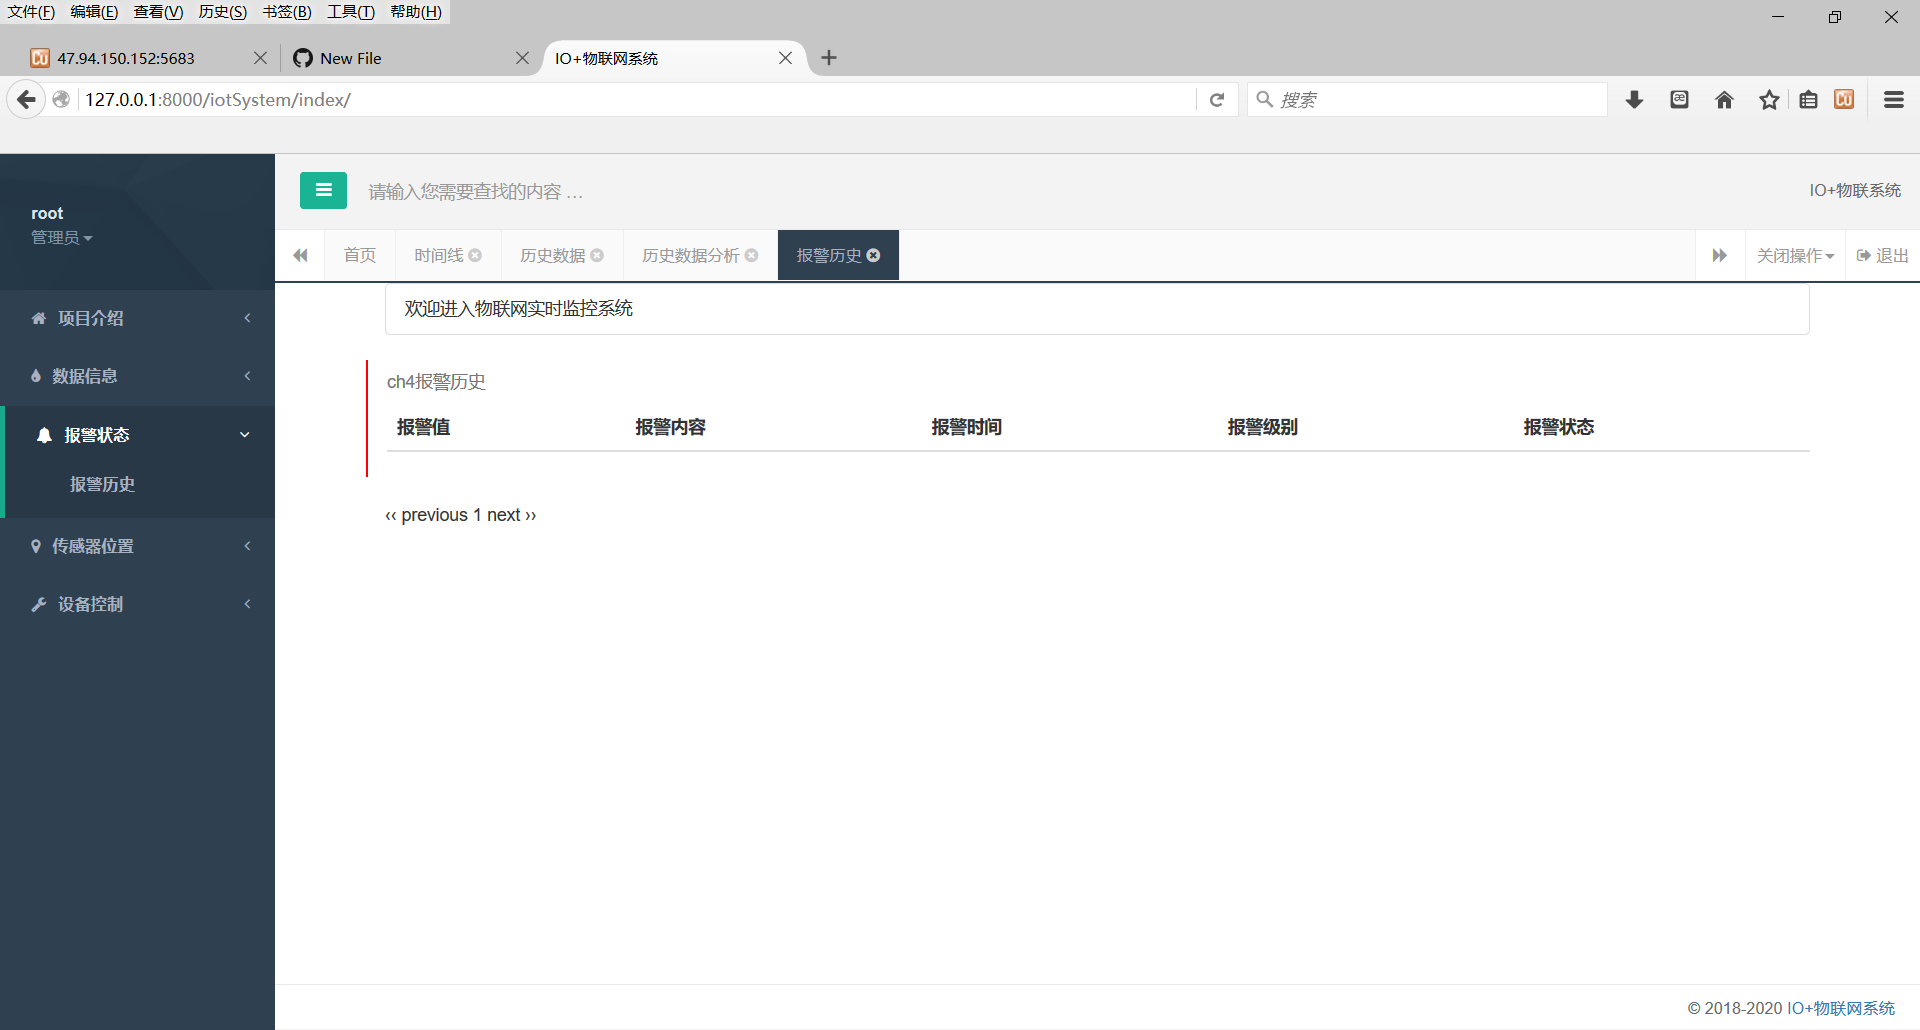 文件(F) 编辑(E) 查看(V) 历史(S) 书签(B) 工具(T) 帮助(H)
47.94.150.152:5683 New File IO+物联网系统
127.0.0.1:8000/iotSystem/index/ 搜索
root
管理员
项目介绍
数据信息
报警状态
报警历史
传感器位置
设备控制
请输入您需要查找的内容 … IO+物联系统
首页 时间线 历史数据 历史数据分析 报警历史 关闭操作 退出
欢迎进入物联网实时监控系统
ch4报警历史
报警值 报警内容 报警时间 报警级别 报警状态
‹‹ previous 1 next ››
© 2018-2020 IO+物联网系统